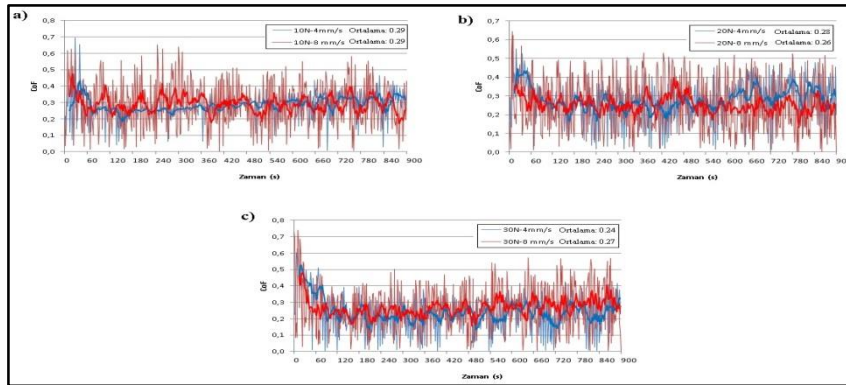 a)
0,8
0,7
0,6
0,5
0,4
0,3
0,2
0,1
0,0
CoF
10N-4mm/s Ortalama: 0.29
10N-8 mm/s Ortalama: 0.29
0 60 120 180 240 300 360 420 480 540 600 660 720 780 840 900
Zaman (s)
b)
0,7
0,6
0,5
0,4
0,3
0,2
0,1
0,0
CoF
20N-4mm/s Ortalama: 0.28
20N-8 mm/s Ortalama: 0.26
0 60 120 180 240 300 360 420 480 540 600 660 720 780 840 900
Zaman (s)
c)
0,8
0,7
0,6
0,5
0,4
0,3
0,2
0,1
0,0
CoF
30N-4mm/s Ortalama: 0.24
30N-8 mm/s Ortalama: 0.27
0 60 120 180 240 300 360 420 480 540 600 660 720 780 840 900
Zaman (s)